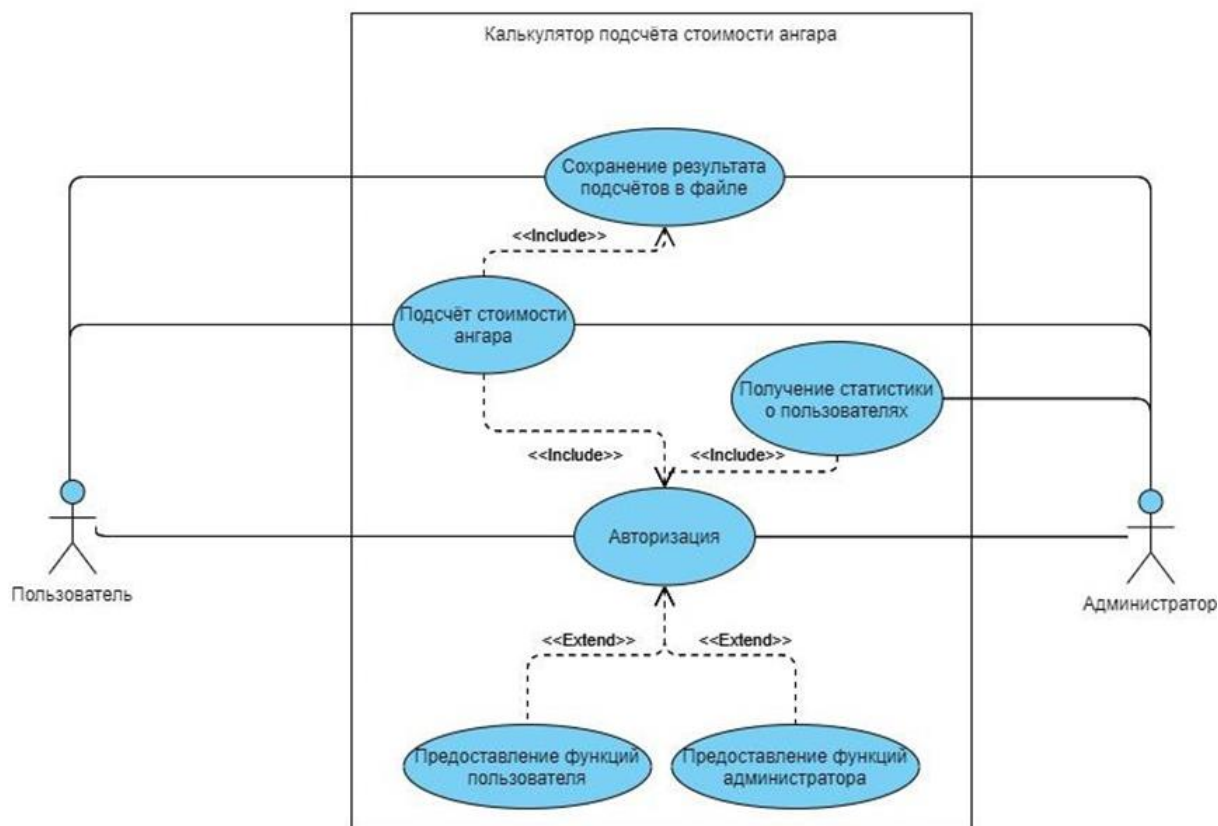 Калькулятор подсчёта стоимости ангара
Сохранение результата
подсчётов в файле
<<Include>>
Подсчёт стоимости
ангара
Получение статистики
о пользователях
<<Include>>
<<Include>>
Авторизация
Пользователь
Администратор
<<Extend>>
<<Extend>>
Предоставление функций
пользователя
Предоставление функций
администратора